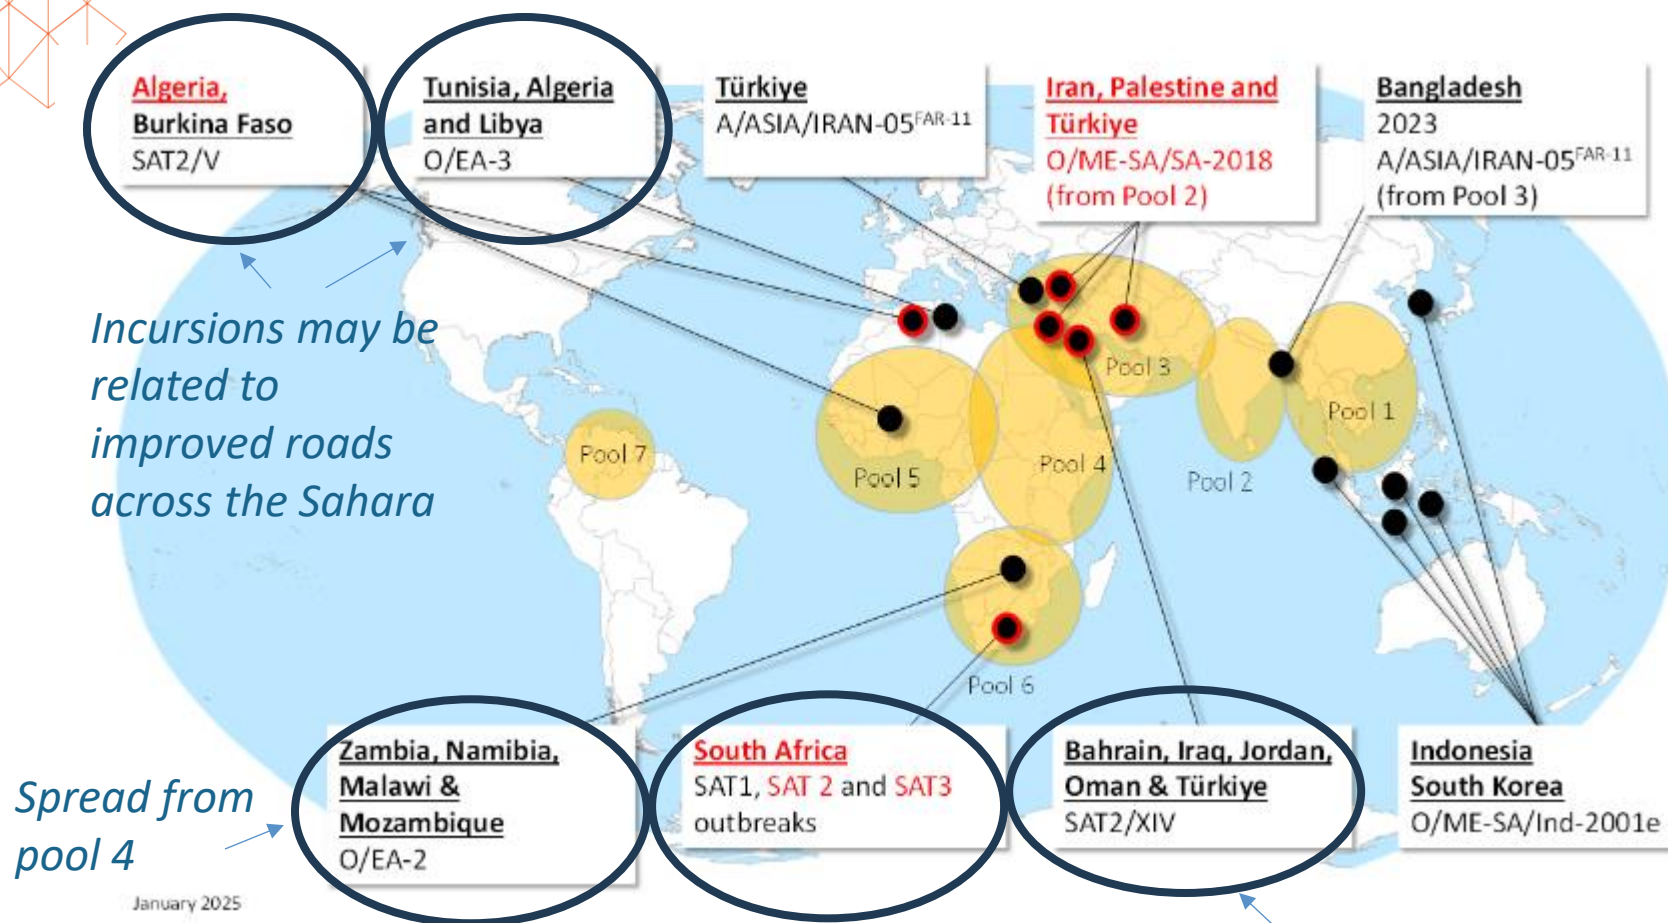 Algeria,
Burkina Faso
SAT2/V
Tunisia, Algeria
and Libya
O/EA-3
Türkiye
A/ASIA/IRAN-05FAR-11
Iran, Palestine and
Türkiye
O/ME-SA/SA-2018
(from Pool 2)
Bangladesh
2023
A/ASIA/IRAN-05FAR-11
(from Pool 3)
Incursions may be
related to
improved roads
across the Sahara
Pool 3
Pool 1
Pool 7
Pool 5
Pool 4
Pool 2
Pool 6
Spread from
pool 4
Zambia, Namibia,
Malawi &
Mozambique
O/EA-2
South Africa
SAT1, SAT 2 and SAT3
outbreaks
Bahrain, Iraq, Jordan,
Oman & Türkiye
SAT2/XIV
Indonesia
South Korea
O/ME-SA/Ind-2001e
January 2025